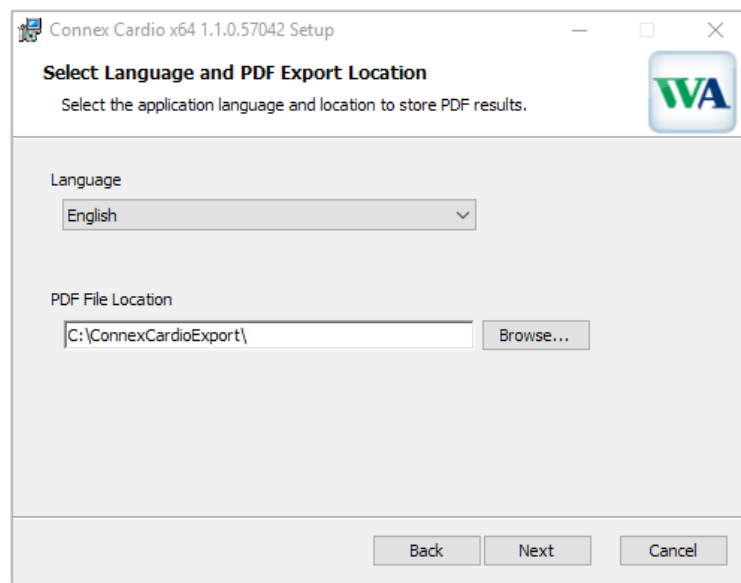 Connex Cardio x64 1.1.0.57042 Setup
Select Language and PDF Export Location
Select the application language and location to store PDF results.
WA
Language
English
PDF File Location
C:\ConnexCardioExport\
Browse...
Back
Next
Cancel